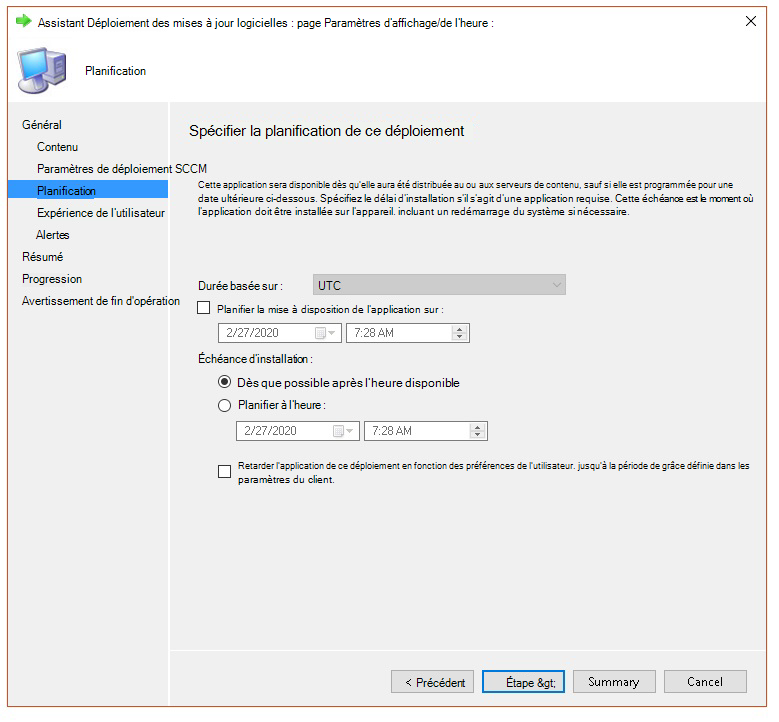 Assistant Déploiement des mises à jour logicielles : page Paramètres d'affichage/de l'heure :
Planification
Général
Contenu
Paramètres de déploiement SCCM
Planification
Expérience de l'utilisateur
Alertes
Résumé
Progression
Avertissement de fin d'opération
Spécifier la planification de ce déploiement
Cette application sera disponible dès qu'elle aura été distribuée au ou aux serveurs de contenu, sauf si elle est programmée pour une
date ultérieure ci-dessous. Spécifiez le délai d'installation s'il s'agit d'une application requise. Cette échéance est le moment où
l'application doit être installée sur l'appareil. incluant un redémarrage du système si nécessaire.
Durée basée sur :
UTC
Planifier la mise à disposition de l'application sur :
2/27/2020
7:28 AM
Échéance d'installation :
Dès que possible après l'heure disponible
Planifier à l'heure :
2/27/2020
7:28 AM
Retarder l'application de ce déploiement en fonction des préférences de l'utilisateur. jusqu'à la période de grâce définie dans les
paramètres du client.
< Précédent
Étape &gt;
Summary
Cancel